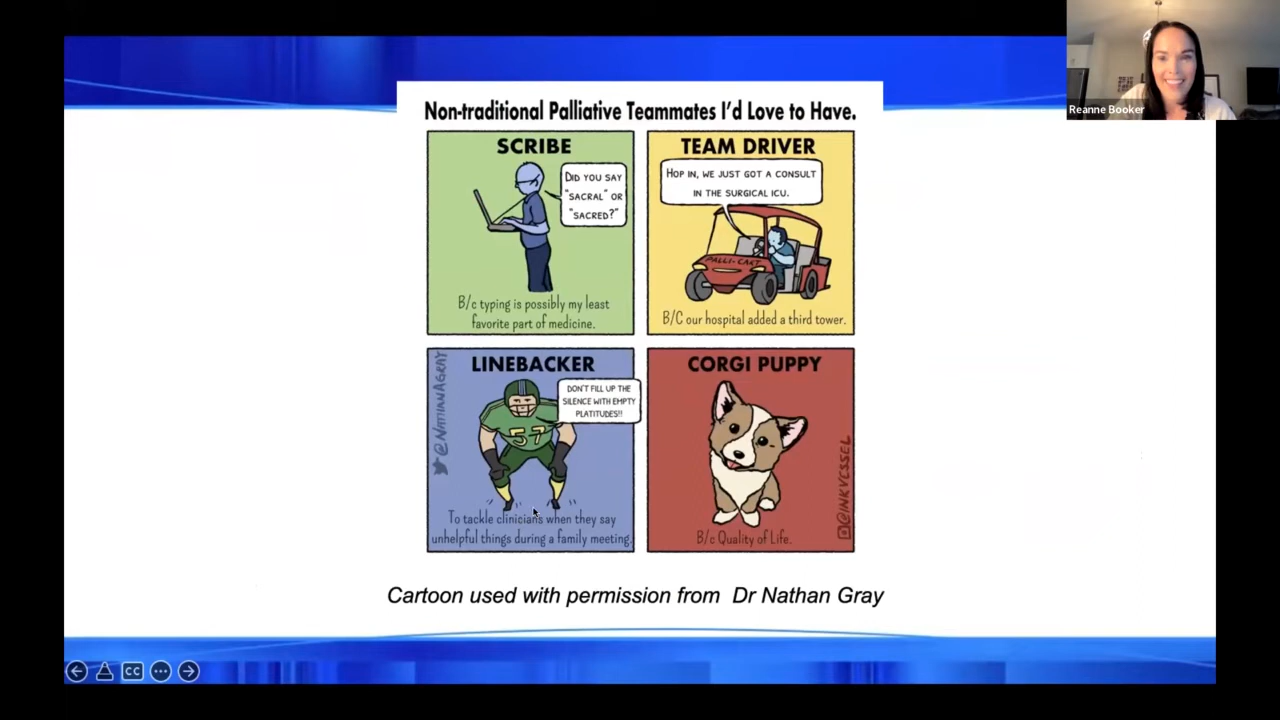 Reanne Booker
Non-traditional Palliative Teammates I'd Love to Have.
SCRIBE
DID YOU SAY
"SACRAL" OR
"SACRED?"
B/c typing is possibly my least
favorite part of medicine.
TEAM DRIVER
HOP IN, WE JUST GOT A CONSULT
IN THE SURGICAL ICU.
PALLI-CART
B/C our hospital added a third tower.
LINEBACKER
@NATHANAGRAY
DON'T FILL UP THE
SILENCE WITH EMPTY
PLATITUDES!!
57
To tackle clinicians when they say
unhelpful things during a family meeting.
CORGI PUPPY
@INKVESSEL
B/c Quality of Life.
Cartoon used with permission from Dr Nathan Gray
CC